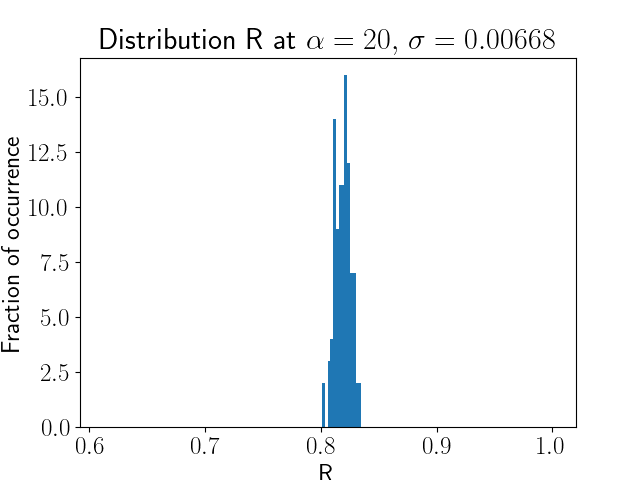 Distribution R at α = 20, σ = 0.00668
Fraction of occurrence
15.0
12.5
10.0
7.5
5.0
2.5
0.0
0.6 0.7 0.8 0.9 1.0
R